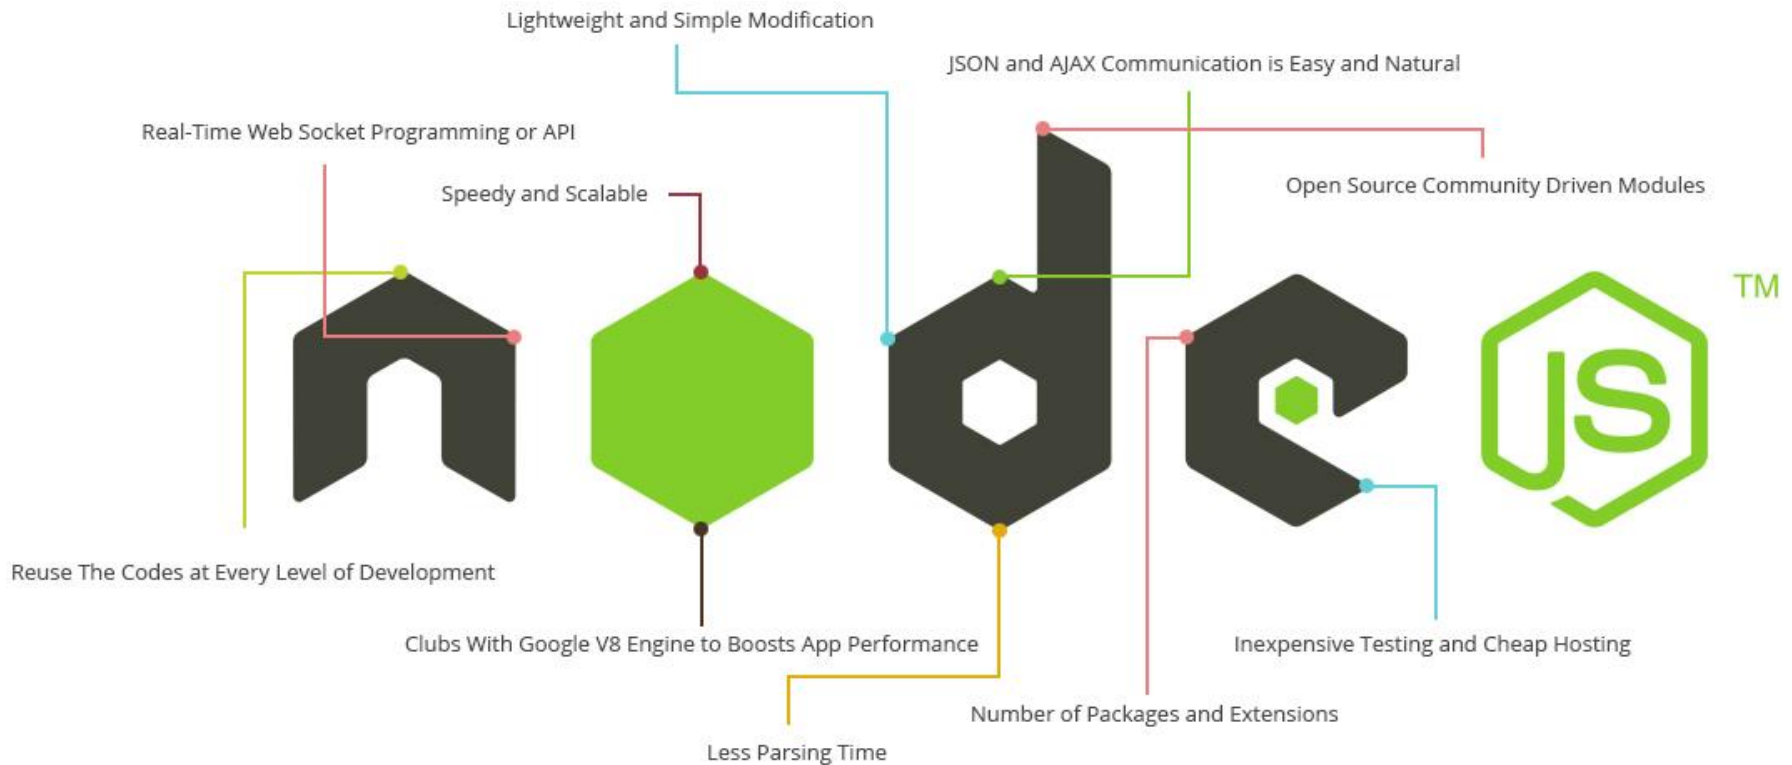 Lightweight and Simple Modification
JSON and AJAX Communication is Easy and Natural
Real-Time Web Socket Programming or API
Open Source Community Driven Modules
Speedy and Scalable
node
JS
TM
Reuse The Codes at Every Level of Development
Clubs With Google V8 Engine to Boosts App Performance
Inexpensive Testing and Cheap Hosting
Number of Packages and Extensions
Less Parsing Time